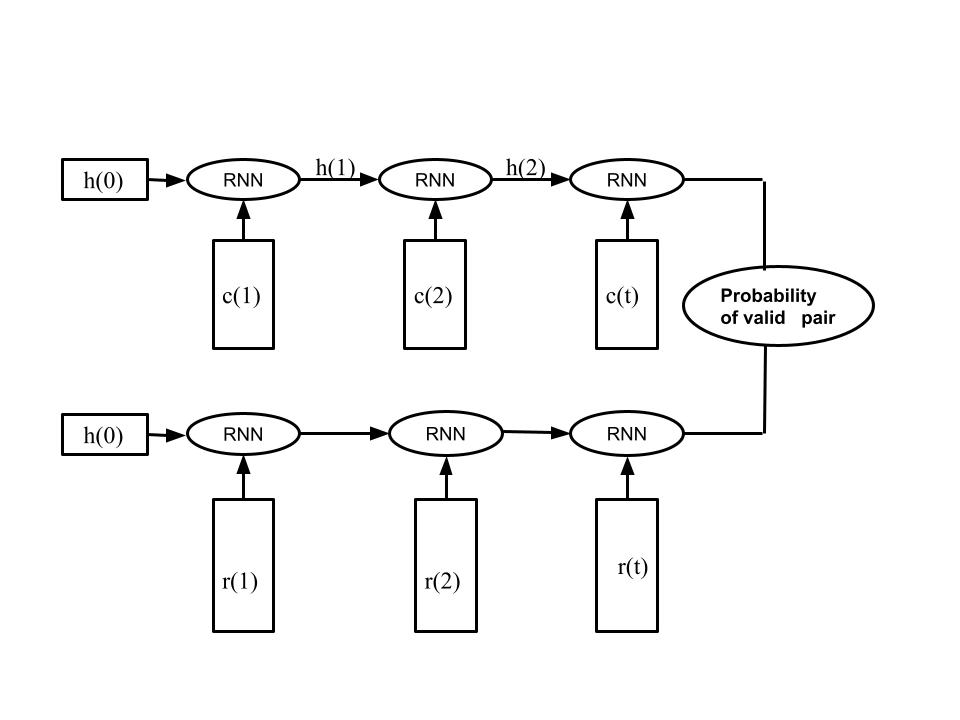 h(1) h(2)
h(0) RNN RNN RNN
c(1) c(2) c(t)
Probability
of valid pair
h(0) RNN RNN RNN
r(1) r(2) r(t)